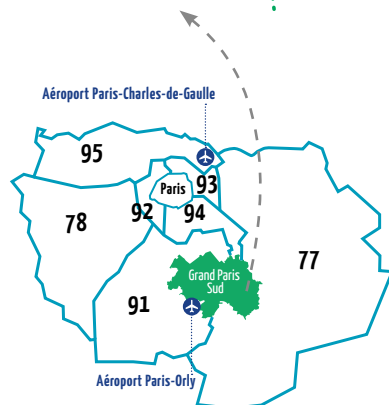 Aéroport Paris-Charles-de-Gaulle
95
93
Paris
92
94
78
77
Grand Paris
Sud
91
Aéroport Paris-Orly